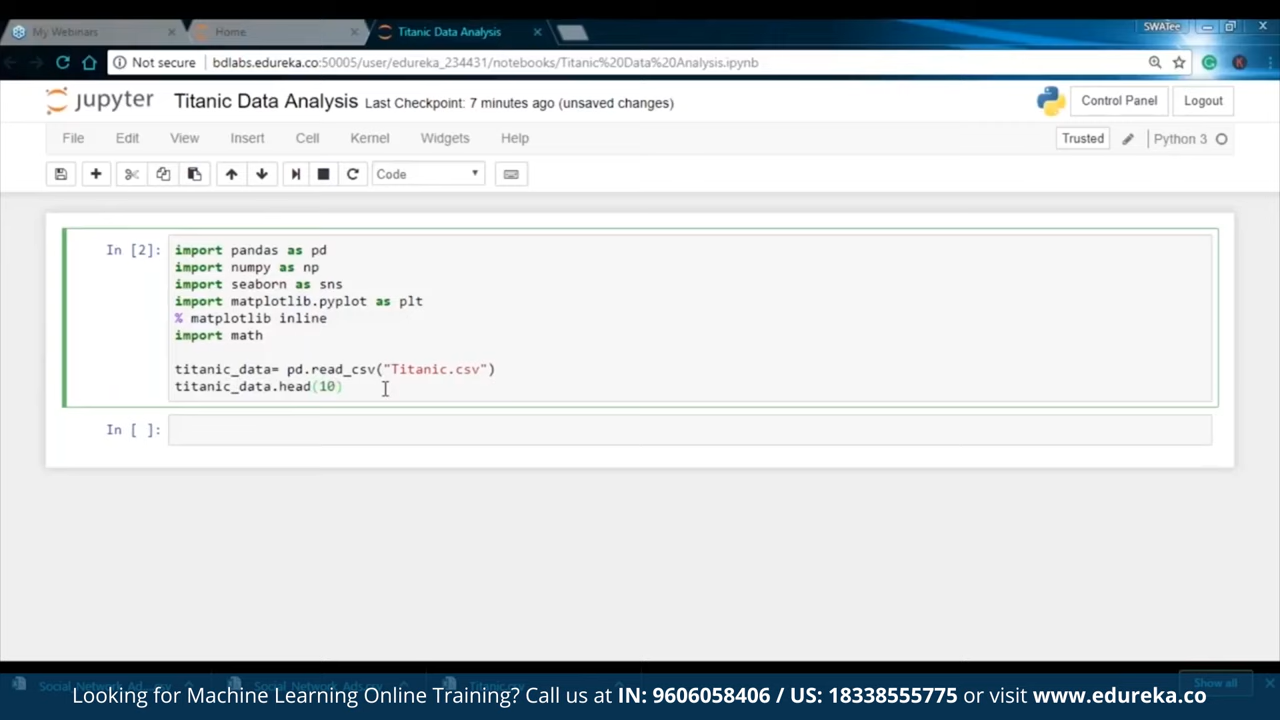 My Webinars
Home
Titanic Data Analysis
SWATee
Not secure
bdlabs.edureka.co:50005/user/edureka_234431/notebooks/Titanic%20Data%20Analysis.ipynb
jupyter
Titanic Data Analysis Last Checkpoint: 7 minutes ago (unsaved changes)
Control Panel
Logout
File Edit View Insert Cell Kernel Widgets Help
Trusted
Python 3
Code
In [2]:
import pandas as pd
import numpy as np
import seaborn as sns
import matplotlib.pyplot as plt
% matplotlib inline
import math
titanic_data= pd.read_csv("Titanic.csv")
titanic_data.head(10)
In [ ]:
Show all
Looking for Machine Learning Online Training? Call us at IN: 9606058406 / US: 18338555775 or visit www.edureka.co